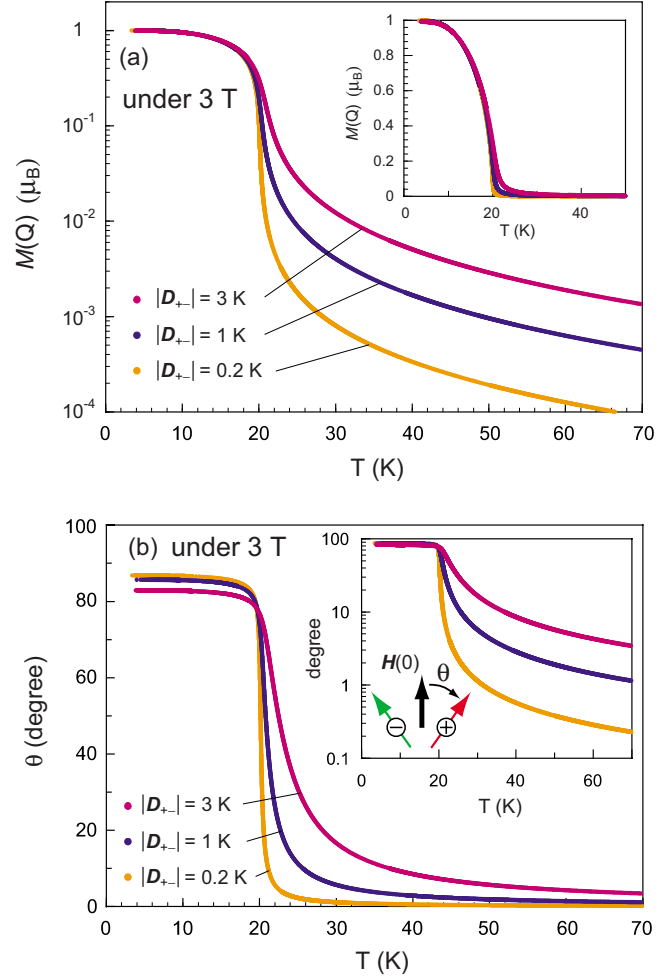 (a)
under 3 T
M(Q) (μB)
1
10-1
10-2
10-3
10-4
|D+−| = 3 K
|D+−| = 1 K
|D+−| = 0.2 K
0 10 20 30 40 50 60 70
T (K)
M(Q) (μB)
1
0.8
0.6
0.4
0.2
0
0 20 40
T (K)
(b) under 3 T
θ (degree)
100
80
60
40
20
0
|D+−| = 3 K
|D+−| = 1 K
|D+−| = 0.2 K
0 10 20 30 40 50 60 70
T (K)
degree
100
10
1
0.1
H(0) θ
− +
0 20 40 60
T (K)